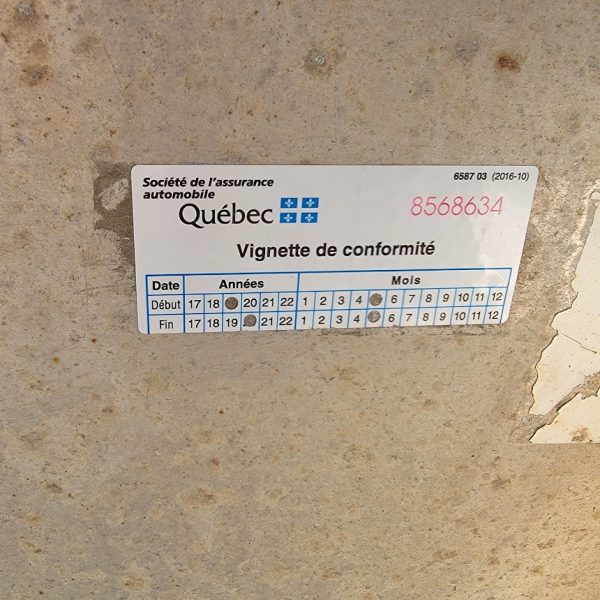 Société de l'assurance
automobile
Québec
6587 03 (2016-10)
8568634
Vignette de conformité
Date Années Mois
Début 17 18 20 21 22 1 2 3 4 6 7 8 9 10 11 12
Fin 17 18 19 21 22 1 2 3 4 6 7 8 9 10 11 12